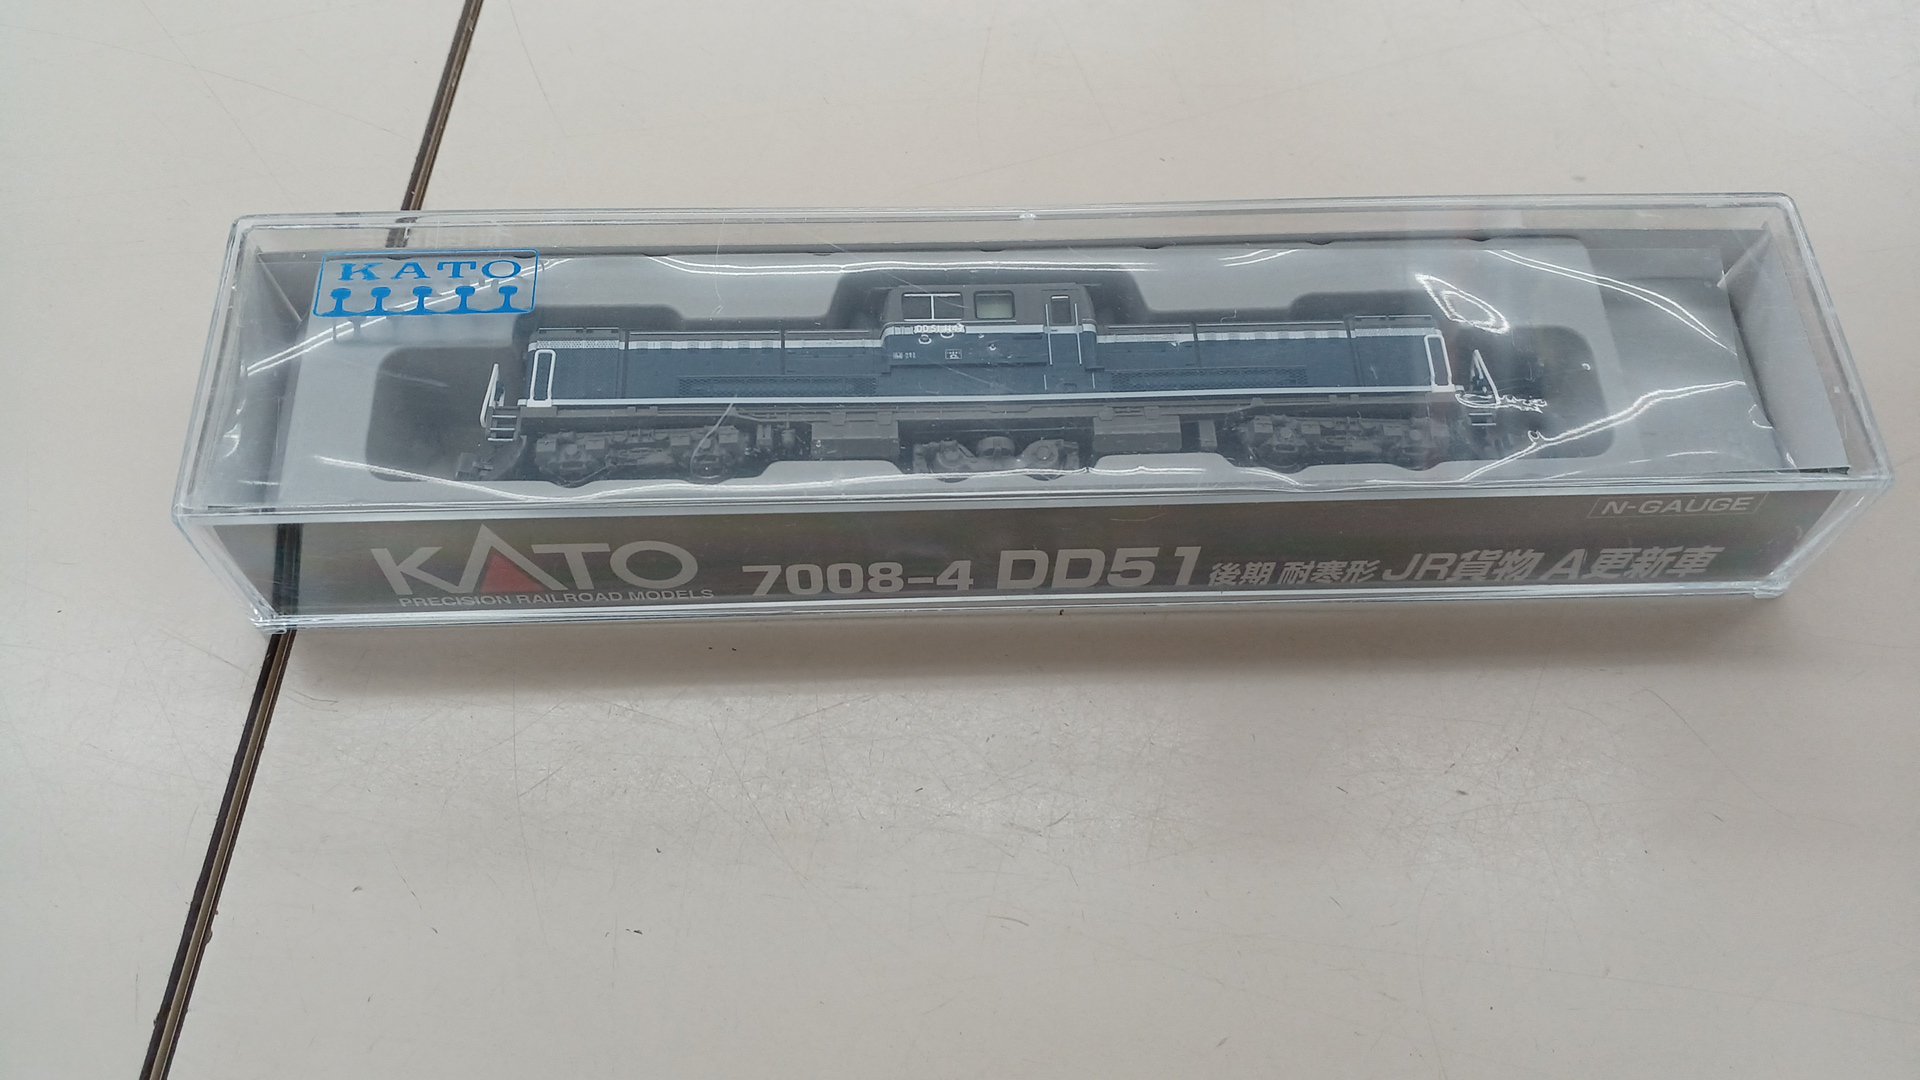 KATO
KATO
PRECISION RAILROAD MODELS
7008-4 DD51 後期 耐寒形 JR貨物 A更新車
N-GAUGE